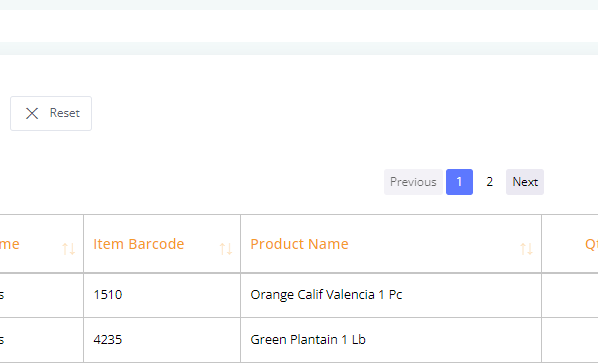 Reset
Previous 1 2 Next
me Item Barcode Product Name Qt
s 1510 Orange Calif Valencia 1 Pc
s 4235 Green Plantain 1 Lb